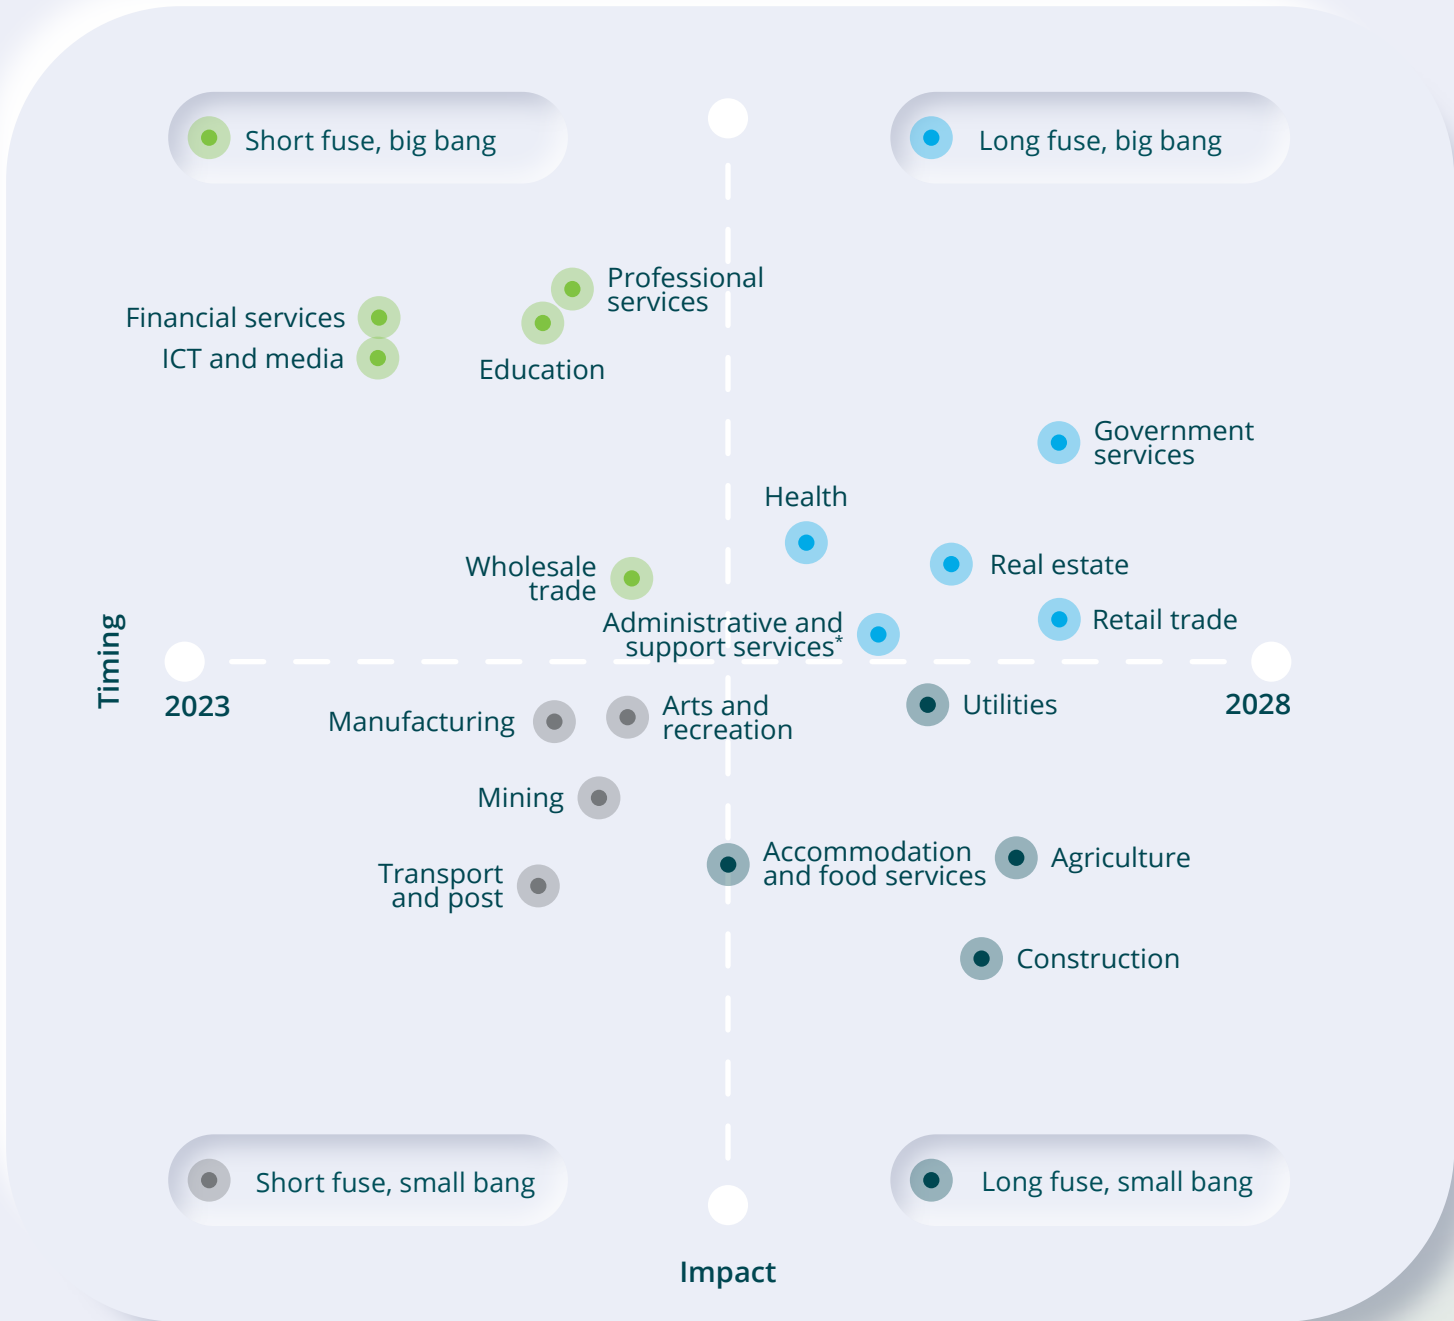 Short fuse, big bang
Long fuse, big bang
Professional
services
Financial services
ICT and media
Education
Government
services
Health
Wholesale
trade
Real estate
Administrative and
support services*
Retail trade
Timing
2023
2028
Manufacturing
Arts and
recreation
Utilities
Mining
Transport
and post
Accommodation
and food services
Agriculture
Construction
Short fuse, small bang
Long fuse, small bang
Impact